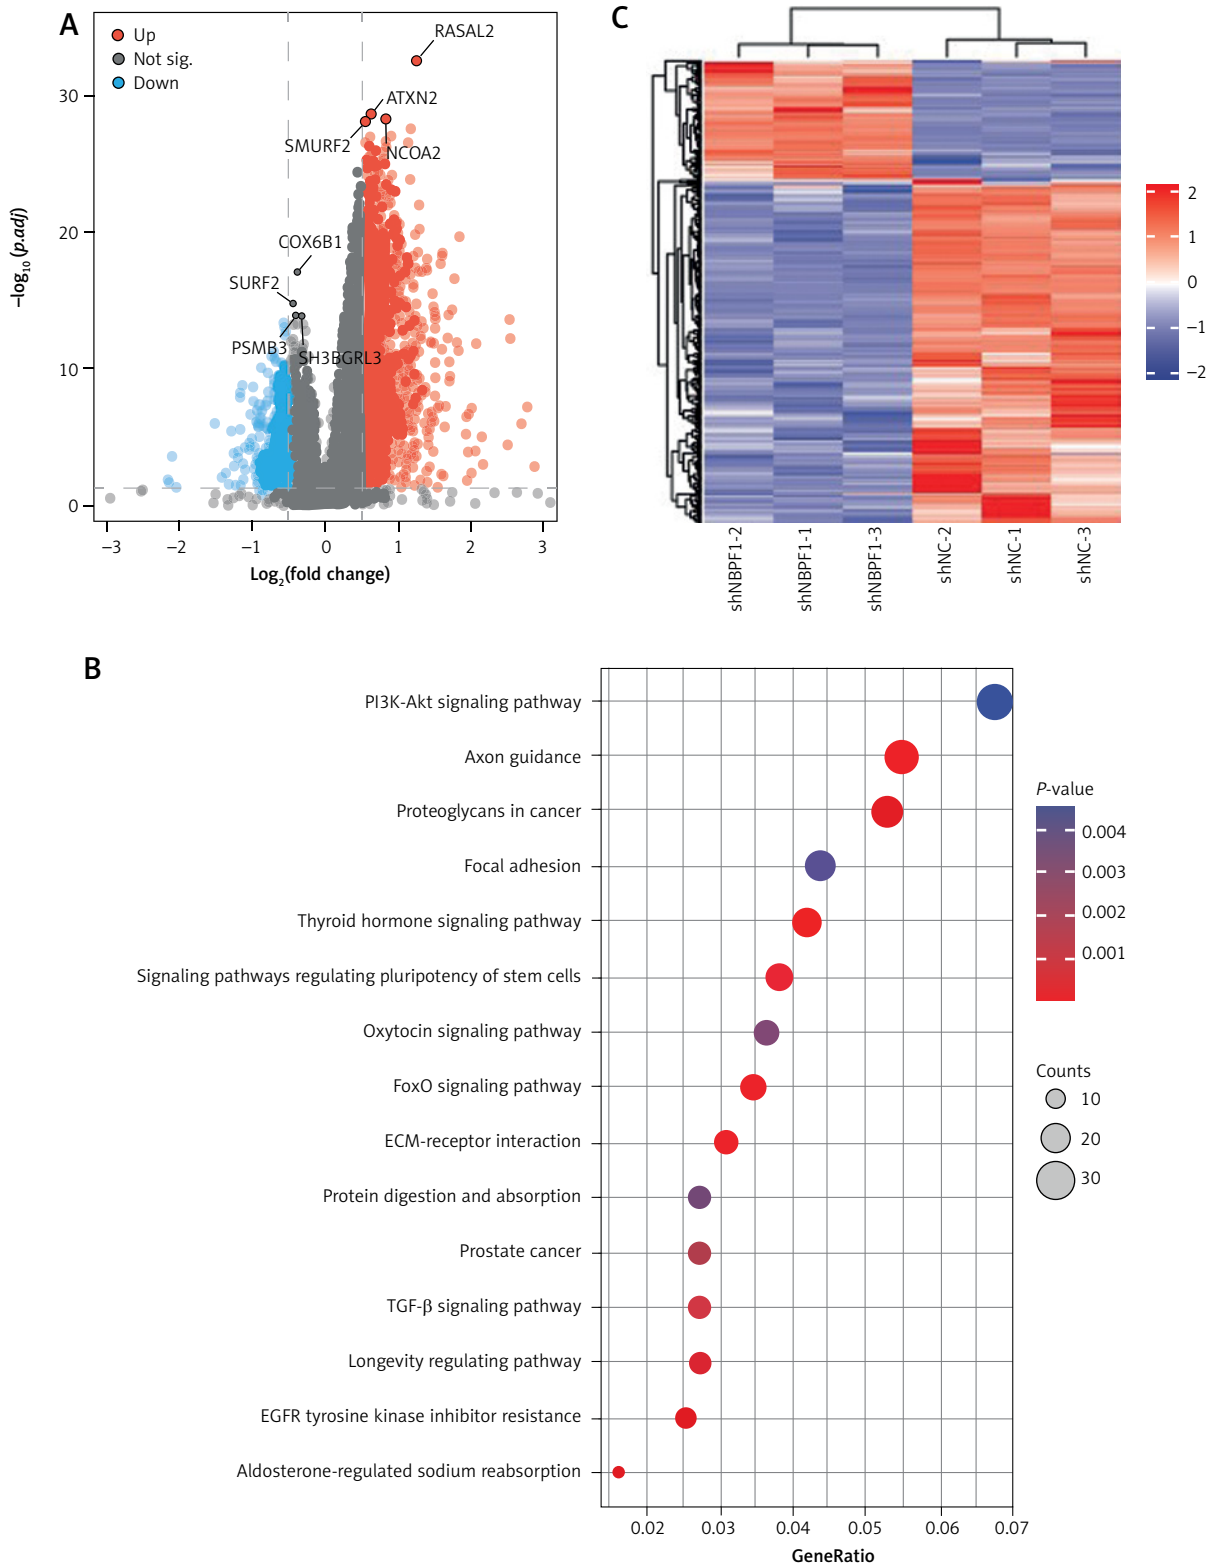 A
Up
Not sig.
Down
RASAL2
ATXN2
SMURF2
NCOA2
COX6B1
SURF2
PSMB3
SH3BGRL3
30
20
10
0
−log₁₀ (p.adj)
−3 −2 −1 0 1 2 3
Log₂(fold change)
C
2
1
0
−1
−2
shNBPF1-2
shNBPF1-1
shNBPF1-3
shNC-2
shNC-1
shNC-3
B
PI3K-Akt signaling pathway
Axon guidance
Proteoglycans in cancer
Focal adhesion
Thyroid hormone signaling pathway
Signaling pathways regulating pluripotency of stem cells
Oxytocin signaling pathway
FoxO signaling pathway
ECM-receptor interaction
Protein digestion and absorption
Prostate cancer
TGF-β signaling pathway
Longevity regulating pathway
EGFR tyrosine kinase inhibitor resistance
Aldosterone-regulated sodium reabsorption
0.02 0.03 0.04 0.05 0.06 0.07
GeneRatio
P-value
0.004
0.003
0.002
0.001
Counts
10
20
30